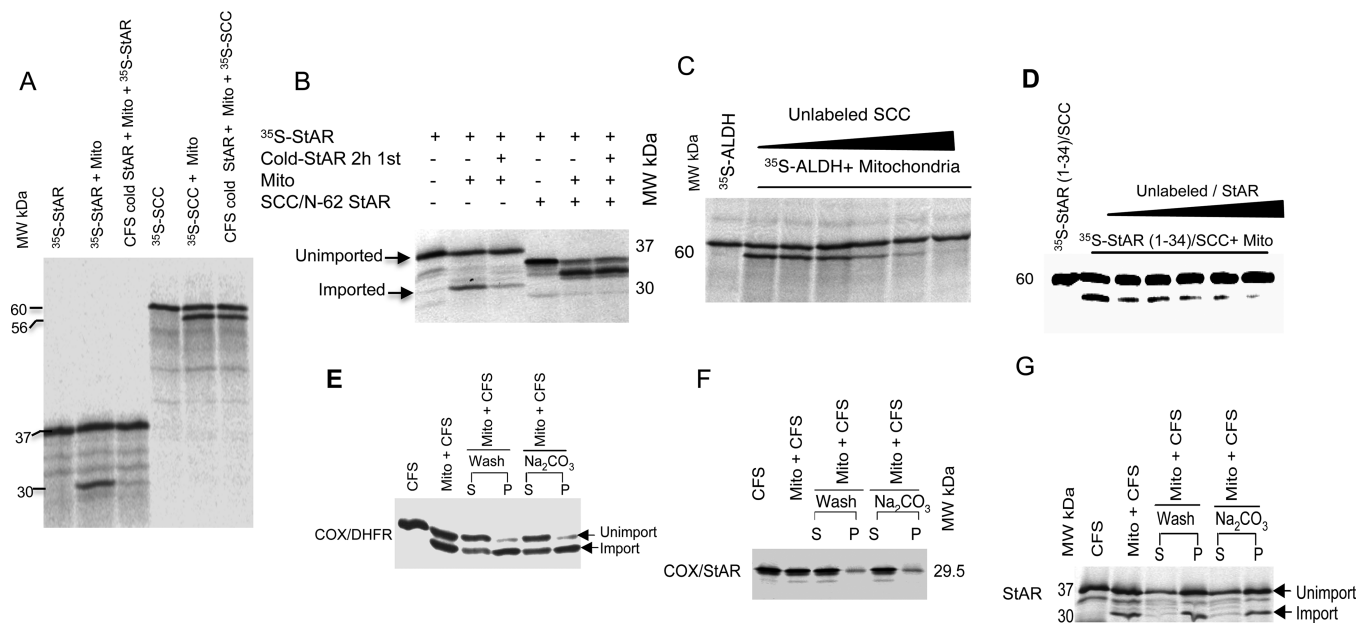 A
MW kDa
³⁵S-StAR
³⁵S-StAR + Mito
CFS cold StAR + Mito + ³⁵S-StAR
³⁵S-SCC
³⁵S-SCC + Mito
CFS cold StAR + Mito + ³⁵S-SCC
60
56
37
30
B
³⁵S-StAR + + + + + +
Cold-StAR 2h 1st - - + - - +
Mito - + + - + +
SCC/N-62 StAR - - - + + +
MW kDa
Unimported
Imported
37
30
C
MW kDa
³⁵S-ALDH
Unlabeled SCC
³⁵S-ALDH+ Mitochondria
60
D
³⁵S-StAR (1-34)/SCC
Unlabeled / StAR
³⁵S-StAR (1-34)/SCC+ Mito
60
E
CFS
Mito + CFS
Mito + CFS
Mito + CFS
Wash
Na₂CO₃
S P S P
COX/DHFR
Unimport
Import
F
CFS
Mito + CFS
Mito + CFS
Mito + CFS
MW kDa
Wash
Na₂CO₃
S P S P
COX/StAR
29.5
G
MW kDa
CFS
Mito + CFS
Mito + CFS
Mito + CFS
Wash
Na₂CO₃
S P S P
StAR
37
30
Unimport
Import